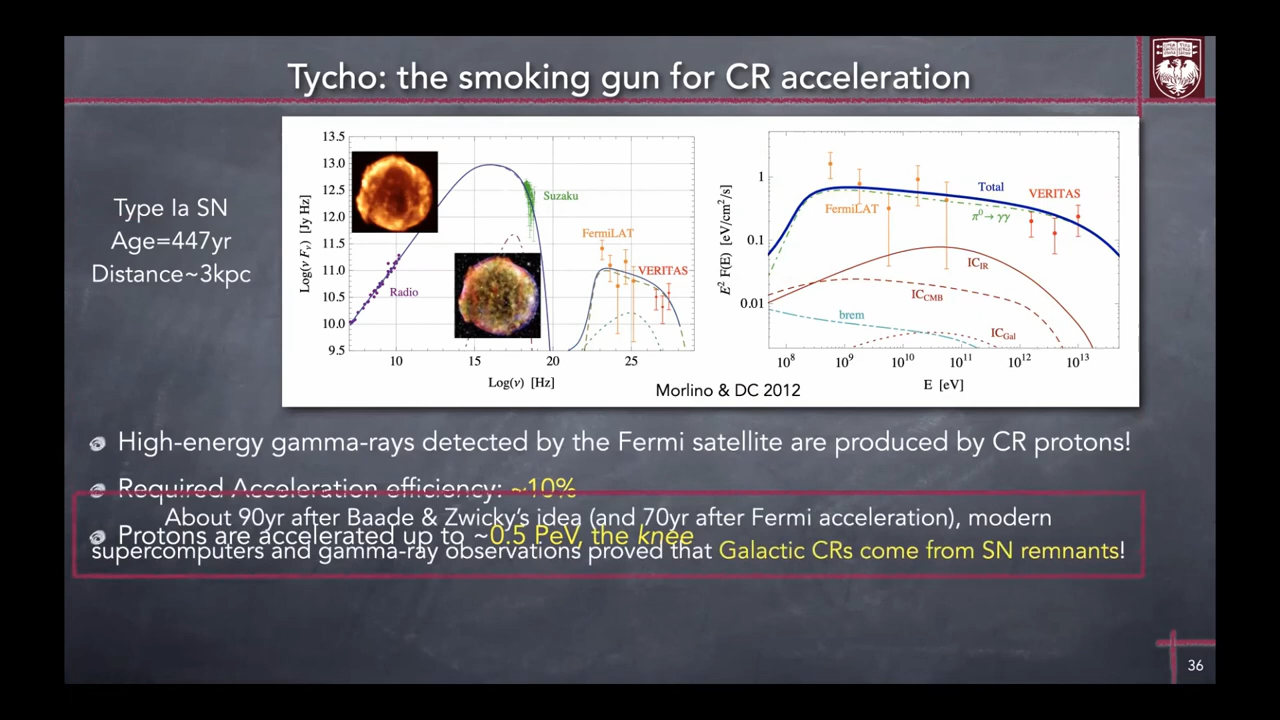 Tycho: the smoking gun for CR acceleration
Type Ia SN
Age=447yr
Distance~3kpc
13.5
13.0
12.5
12.0
11.5
11.0
10.5
10.0
9.5
Log(ν Fν) [Jy Hz]
Radio
Suzaku
FermiLAT
VERITAS
10
15
20
25
Log(ν) [Hz]
1
0.1
0.01
E² F(E) [eV/cm²/s]
FermiLAT
Total
π⁰→γγ
VERITAS
IC_IR
IC_CMB
brem
IC_Gal
10⁸
10⁹
10¹⁰
10¹¹
10¹²
10¹³
E [eV]
Morlino & DC 2012
High-energy gamma-rays detected by the Fermi satellite are produced by CR protons!
Required Acceleration efficiency: ~10%
About 90yr after Baade & Zwicky's idea (and 70yr after Fermi acceleration), modern
Protons are accelerated up to ~0.5 PeV, the knee
supercomputers and gamma-ray observations proved that Galactic CRs come from SN remnants!
36